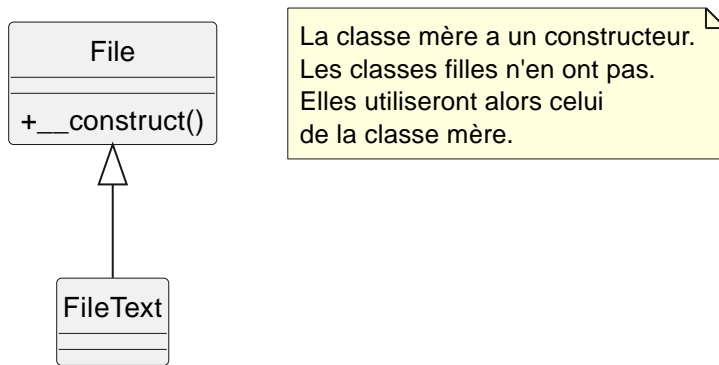 File
+__construct()
FileText
La classe mère a un constructeur.
Les classes filles n'en ont pas.
Elles utiliseront alors celui
de la classe mère.